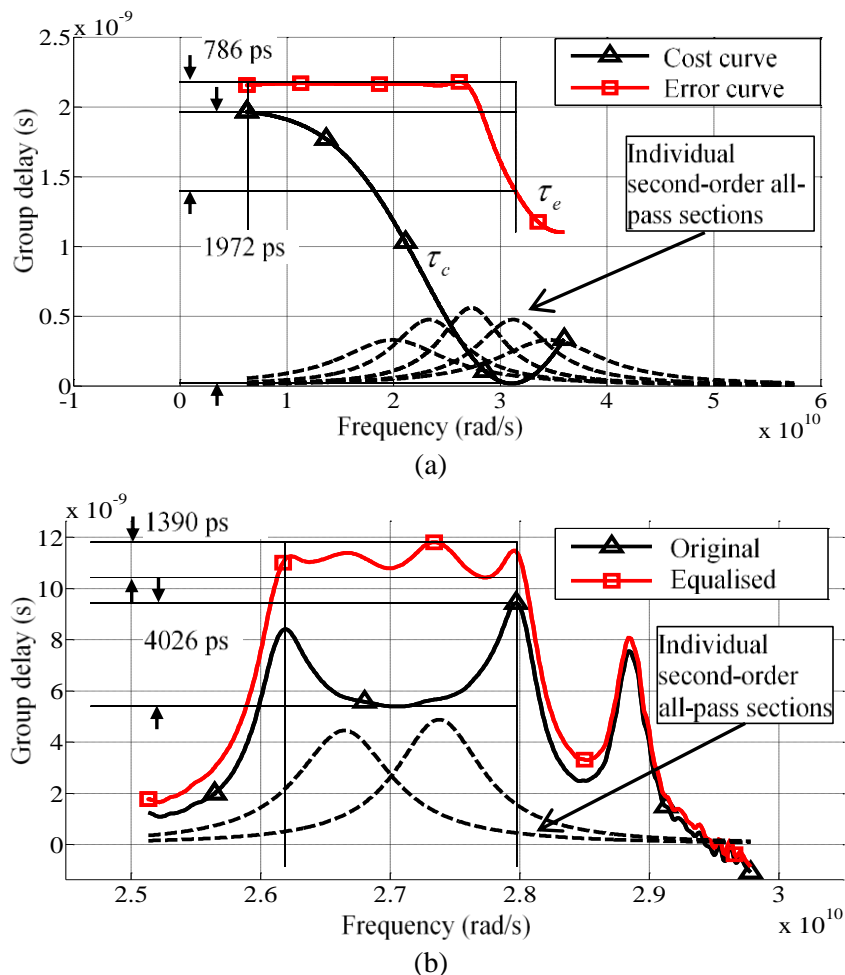 x 10^-9
2.5
2
1.5
1
0.5
0
Group delay (s)
786 ps
1972 ps
Cost curve
Error curve
Individual
second-order all-
pass sections
τ_e
τ_c
-1 0 1 2 3 4 5 6
x 10^10
Frequency (rad/s)
(a)
x 10^-9
12
10
8
6
4
2
0
Group delay (s)
1390 ps
4026 ps
Original
Equalised
Individual
second-order
all-pass sections
2.5 2.6 2.7 2.8 2.9 3
x 10^10
Frequency (rad/s)
(b)